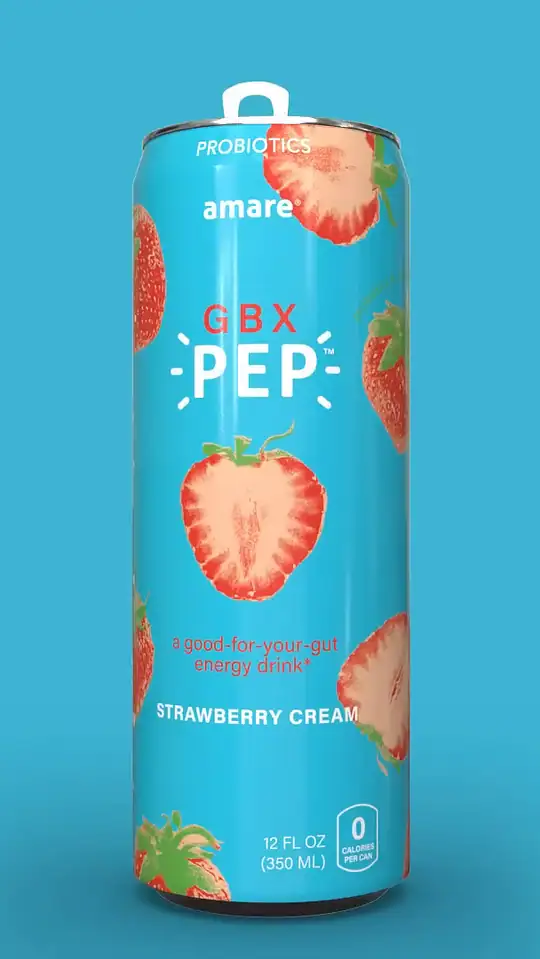 PROBIOTICS
amare®
GBX
PEP™
a good-for-your-gut
energy drink*
STRAWBERRY CREAM
12 FL OZ
(350 ML)
0
CALORIES
PER CAN